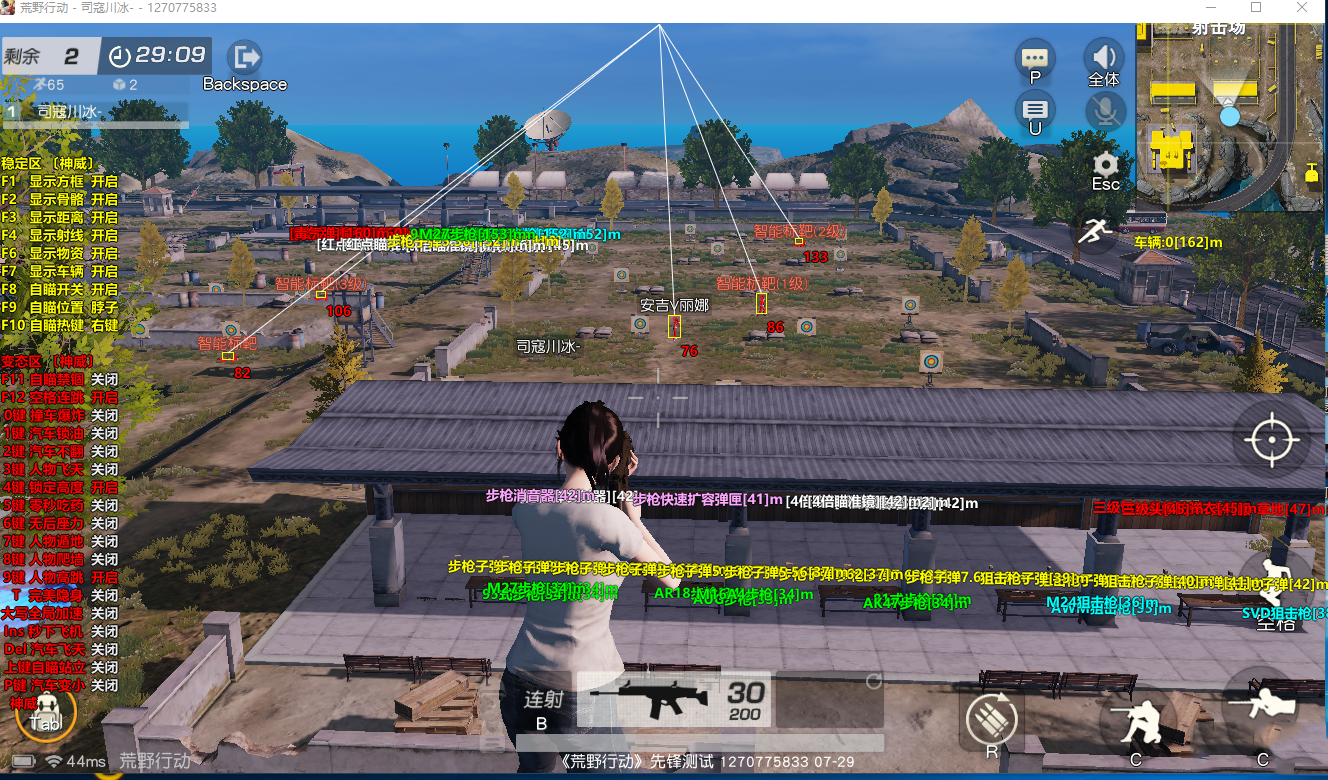 荒野行动 - 司寇川冰- - 1270775833
剩余 2
29:09
Backspace
65
2
1 司寇川冰-
P
全体
U
Esc
射击场
稳定区 〔神威〕
F1 显示方框 开启
F2 显示骨骼 开启
F3 显示距离 开启
F4 显示射线 开启
F6 显示物资 开启
F7 显示车辆 开启
F8 自瞄开关 开启
F9 自瞄位置 脖子
F10 自瞄热键 右键
变态区 〔神威〕
F11 自瞄禁锢 关闭
F12 空格连跳 开启
0键 撞车爆炸 关闭
1键 汽车锁油 关闭
2键 汽车不翻 关闭
3键 人物飞天 关闭
4键 锁定高度 开启
5键 零秒吃药 关闭
6键 无后座力 关闭
7键 人物遁地 关闭
8键 人物爬墙 关闭
9键 人物高跳 开启
T 完美隐身 关闭
大写全局加速 关闭
Ins 秒下飞机 关闭
Del 汽车飞天 关闭
上键自瞄站立 关闭
P键 汽车变小 关闭
神威
Tab
车辆:0[162]m
智能标靶(2级)
133
智能标靶(3级)
106
智能标靶(1级)
86
安吉丽娜
76
智能标靶
82
司寇川冰-
步枪消音器[42]m
步枪快速扩容弹匣[41]m
[42]m
M27步枪[34]m
AK47步枪[34]m
M24狙击枪[36]m
SVD狙击枪
空格
连射
B
30
200
R
C
C
44ms 荒野行动
《荒野行动》先锋测试 1270775833 07-29